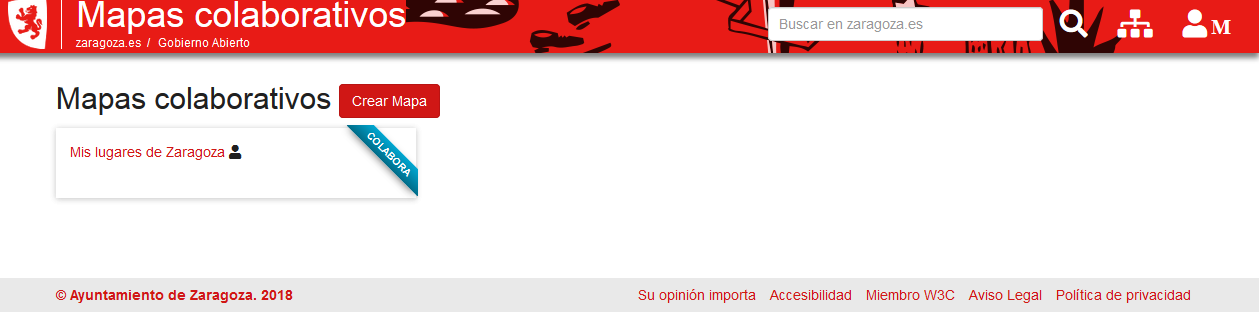 Mapas colaborativos
zaragoza.es / Gobierno Abierto
Buscar en zaragoza.es
M
Mapas colaborativos Crear Mapa
Mis lugares de Zaragoza
COLABORA
© Ayuntamiento de Zaragoza. 2018
Su opinión importa Accesibilidad Miembro W3C Aviso Legal Política de privacidad